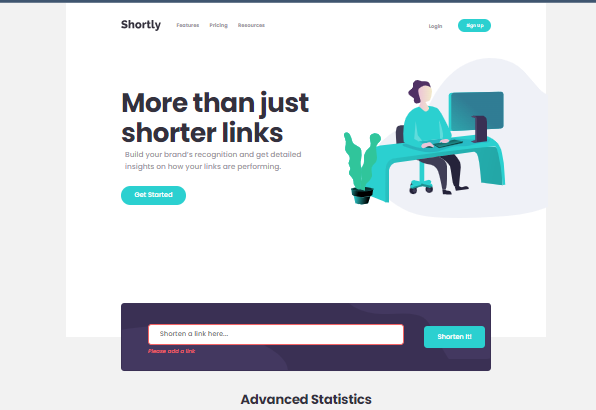 Shortly
Features Pricing Resources
Login
Sign Up
More than just
shorter links
Build your brand's recognition and get detailed
insights on how your links are performing.
Get Started
Shorten a link here...
Shorten It!
Please add a link
Advanced Statistics